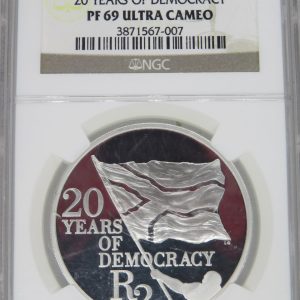 20 YEARS OF DEMOCRACY
PF 69 ULTRA CAMEO
3871567-007
NGC
20
YEARS
OF
DEMOCRACY
R2